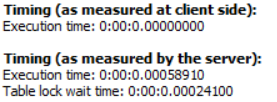 Timing (as measured at client side):
Execution time: 0:00:0.00000000
Timing (as measured by the server):
Execution time: 0:00:0.00058910
Table lock wait time: 0:00:0.00024100